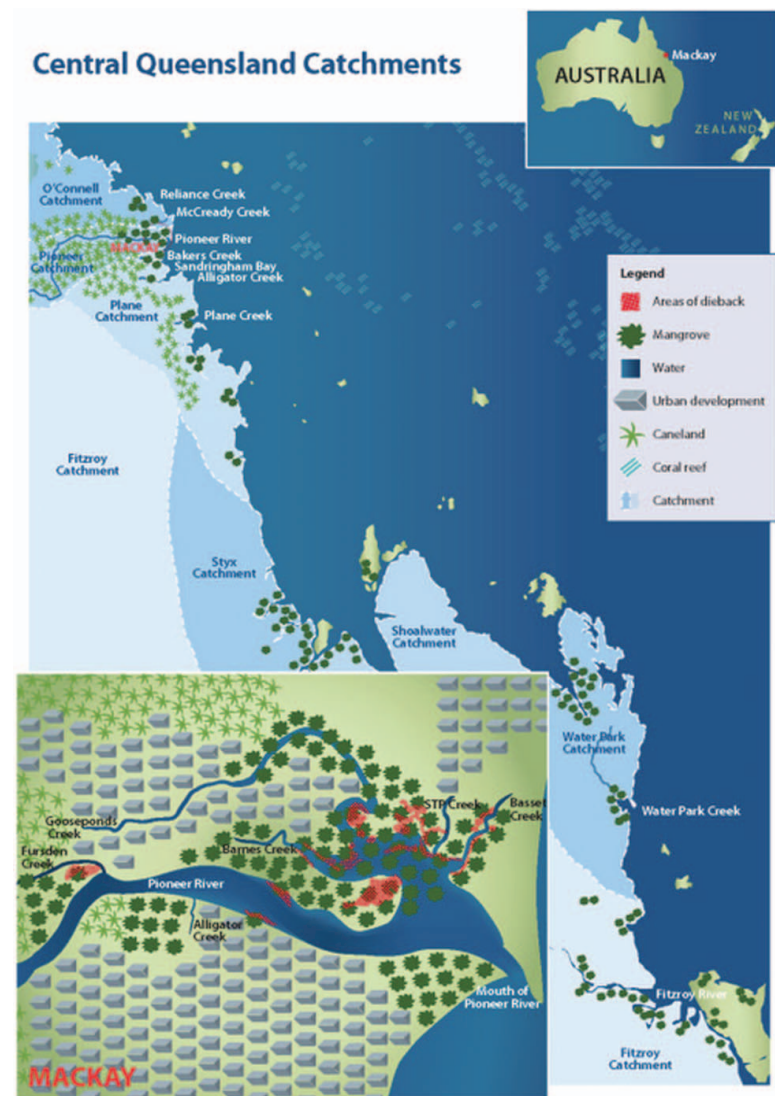 Central Queensland Catchments
AUSTRALIA
Mackay
NEW
ZEALAND
O'Connell
Catchment
Reliance Creek
McCready Creek
Pioneer River
MACKAY
Pioneer
Catchment
Bakers Creek
Sandringham Bay
Alligator Creek
Plane
Catchment
Plane Creek
Legend
Areas of dieback
Mangrove
Water
Urban development
Caneland
Coral reef
Catchment
Fitzroy
Catchment
Styx
Catchment
Shoalwater
Catchment
Water Park
Catchment
Water Park Creek
Fitzroy River
Fitzroy
Catchment
Gooseponds
Creek
Fursden
Creek
Barnes Creek
STP Creek
Basset
Creek
Pioneer River
Alligator
Creek
Mouth of
Pioneer River
MACKAY